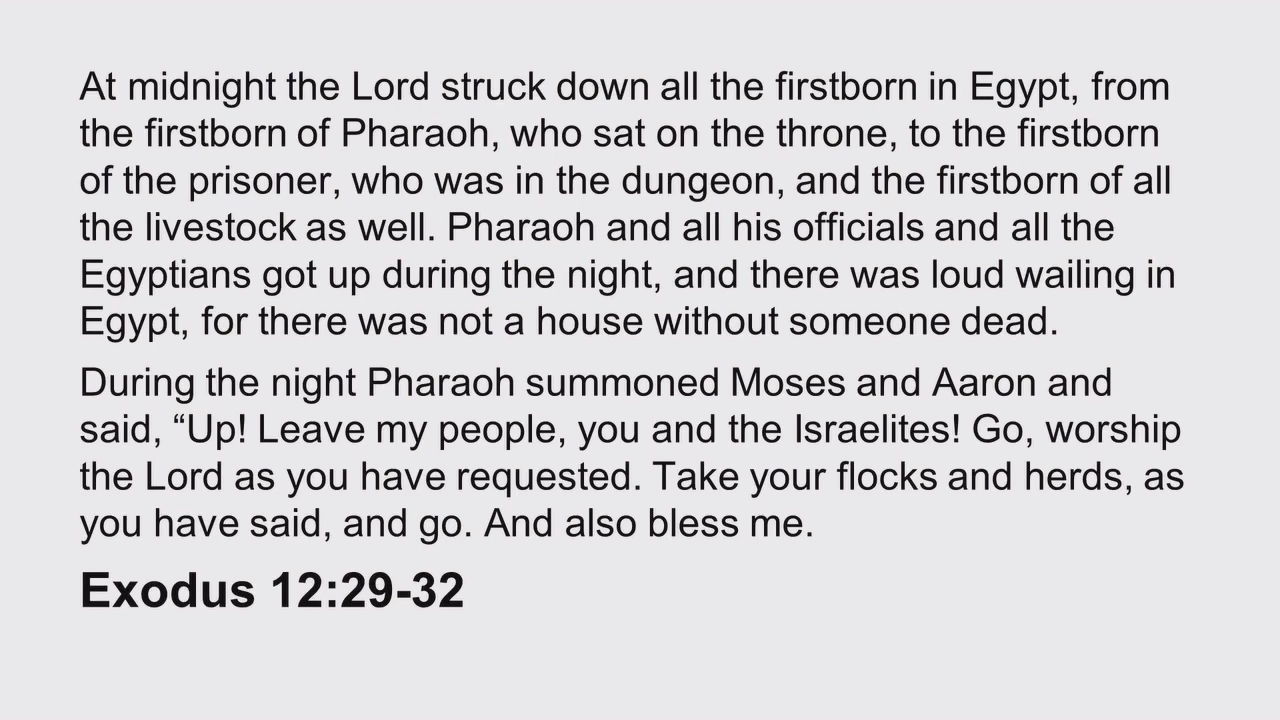 At midnight the Lord struck down all the firstborn in Egypt, from
the firstborn of Pharaoh, who sat on the throne, to the firstborn
of the prisoner, who was in the dungeon, and the firstborn of all
the livestock as well. Pharaoh and all his officials and all the
Egyptians got up during the night, and there was loud wailing in
Egypt, for there was not a house without someone dead.
During the night Pharaoh summoned Moses and Aaron and
said, “Up! Leave my people, you and the Israelites! Go, worship
the Lord as you have requested. Take your flocks and herds, as
you have said, and go. And also bless me.
Exodus 12:29-32